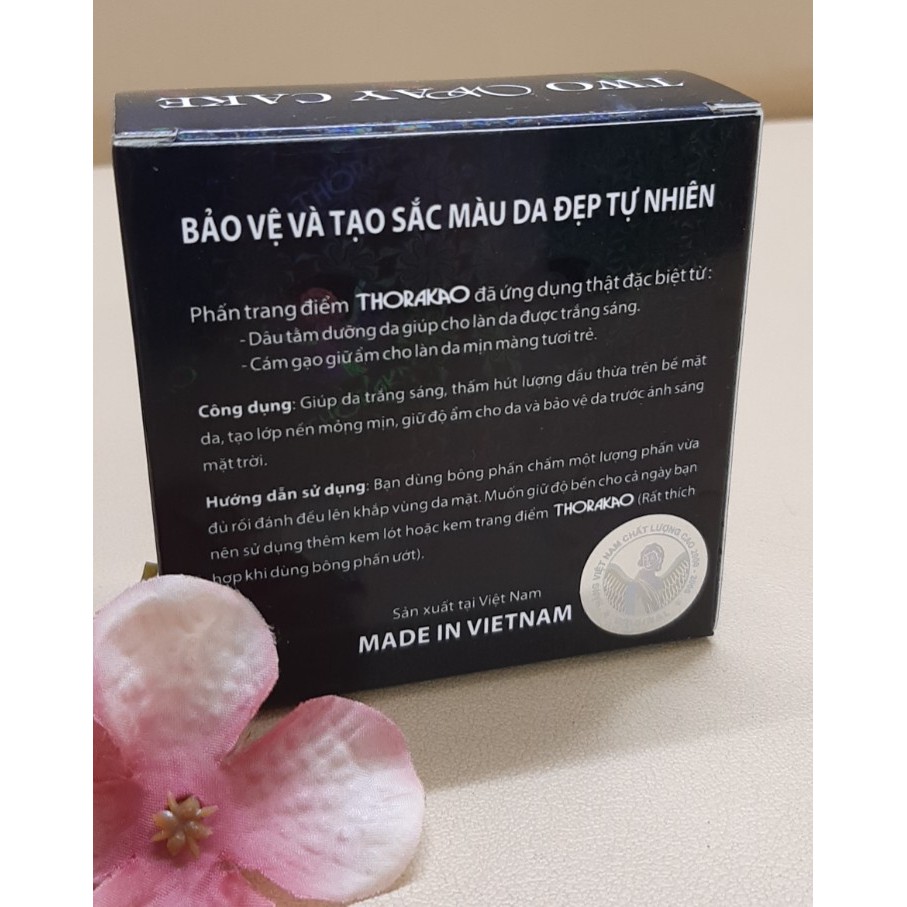 TWO WAY CAKE
BẢO VỆ VÀ TẠO SẮC MÀU DA ĐẸP TỰ NHIÊN
Phấn trang điểm THORAKAO đã ứng dụng thật đặc biệt từ:
- Dâu tằm dưỡng da giúp cho làn da được trắng sáng.
- Cám gạo giữ ẩm cho làn da mịn màng tươi trẻ.
Công dụng: Giúp da trắng sáng, thấm hút lượng dầu thừa trên bề mặt
da, tạo lớp nền mỏng mịn, giữ độ ẩm cho da và bảo vệ da trước ánh sáng
mặt trời.
Hướng dẫn sử dụng: Bạn dùng bông phấn chấm một lượng phấn vừa
đủ rồi đánh đều lên khắp vùng da mặt. Muốn giữ độ bền cho cả ngày bạn
nên sử dụng thêm kem lót hoặc kem trang điểm THORAKAO (Rất thích
hợp khi dùng bông phấn ướt).
Sản xuất tại Việt Nam
MADE IN VIETNAM
VIỆT NAM CHẤT LƯỢNG CAO